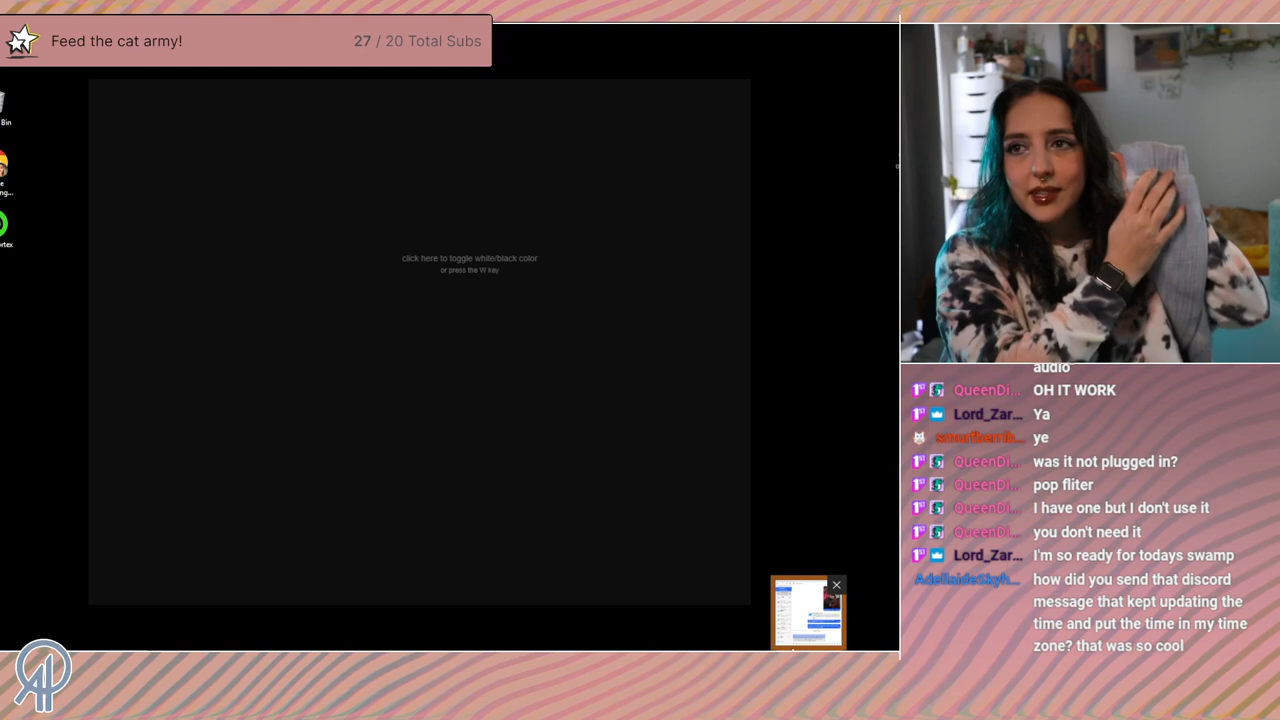 Feed the cat army!
27 / 20 Total Subs
Bin
click here to toggle white/black color
or press the W key
audio
QueenDi... OH IT WORK
Lord_Zar... Ya
smurfberrib... ye
QueenDi... was it not plugged in?
QueenDi... pop fliter
QueenDi... I have one but I don't use it
QueenDi... you don't need it
Lord_Zar... I'm so ready for todays swamp
how did you send that discord
message that kept updating the
time and put the time in my time
zone? that was so cool